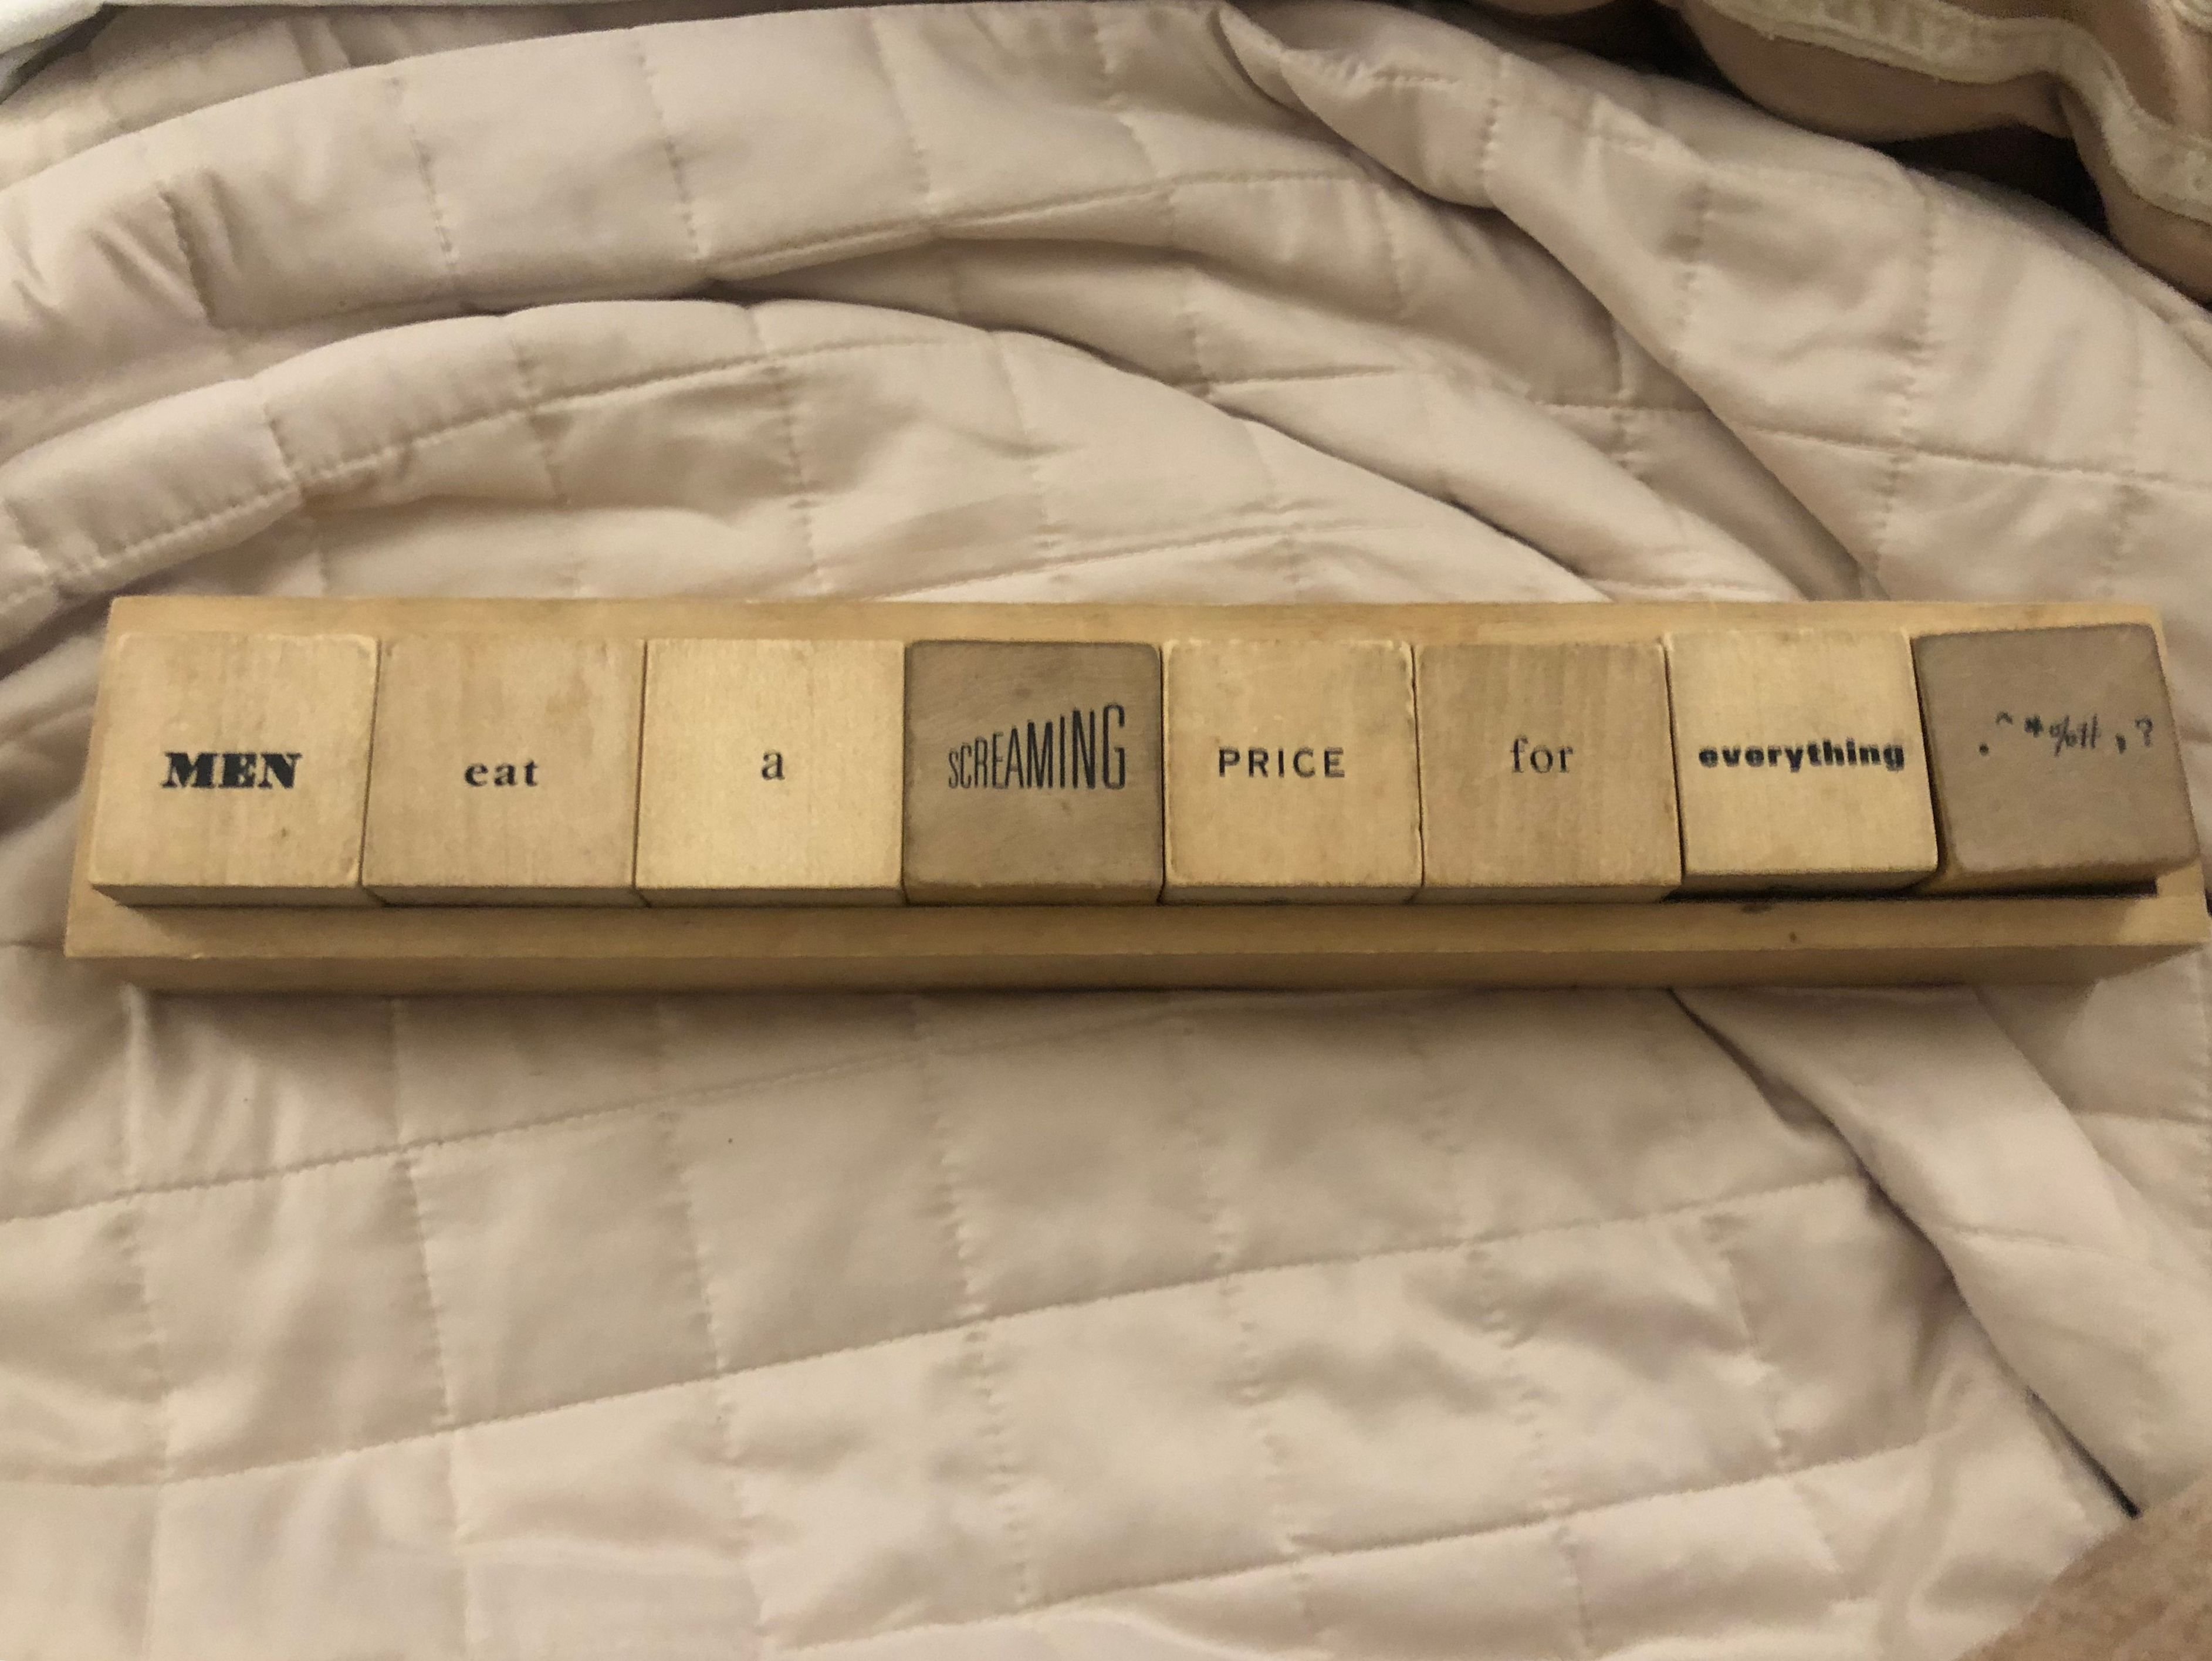 MEN eat a SCREAMING PRICE for everything .^*%#,?